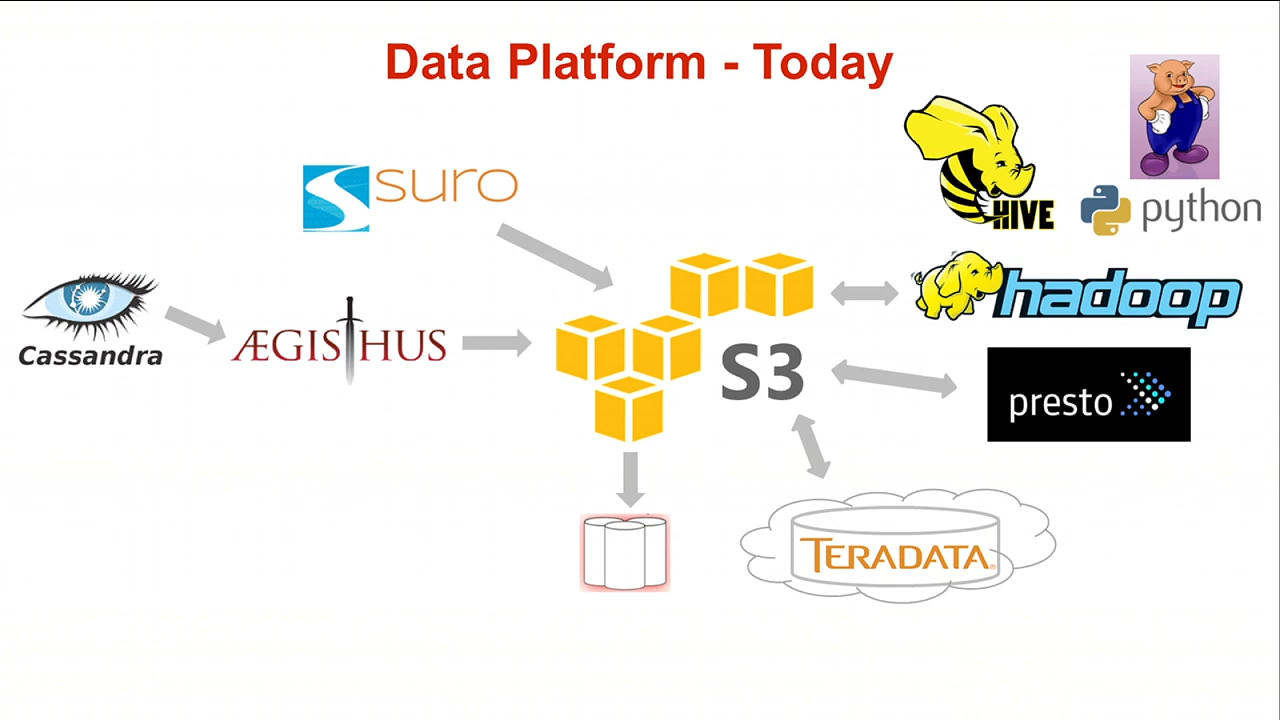 Data Platform - Today
suro
HIVE
python
Cassandra
ÆGISTHUS
S3
hadoop
presto
TERADATA